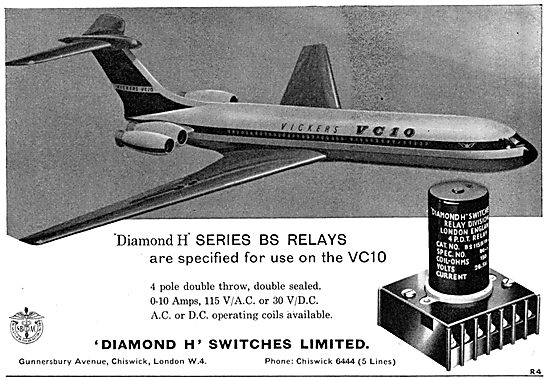 VICKERS VC10
VICKERS VC10
'Diamond H' SERIES BS RELAYS
are specified for use on the VC10
4 pole double throw, double sealed.
0-10 Amps, 115 V/A.C. or 30 V/D.C.
A.C. or D.C. operating coils available.
'DIAMOND H' SWITCHES LIMITED.
Gunnersbury Avenue, Chiswick, London W.4.
Phone: Chiswick 6444 (5 Lines)
"DIAMOND H" SWITCHES
RELAY DIVISION
LONDON ENGLAND
4 P.D.T. RELAY
CAT. NO.
SPEC. NO.
COIL-OHMS
VOLTS
CURRENT
R4